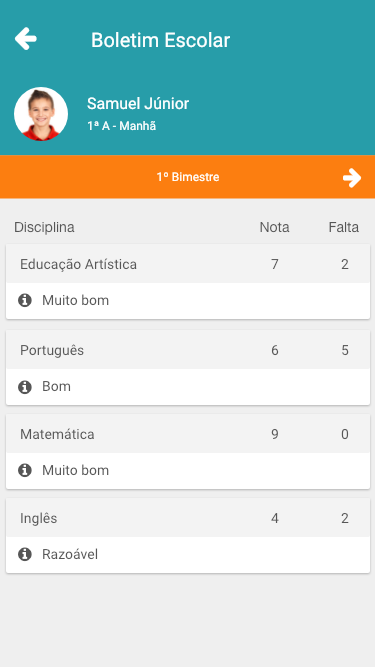 Boletim Escolar
Samuel Júnior
1ª A - Manhã
1º Bimestre
Disciplina Nota Falta
Educação Artística 7 2
Muito bom
Português 6 5
Bom
Matemática 9 0
Muito bom
Inglês 4 2
Razoável